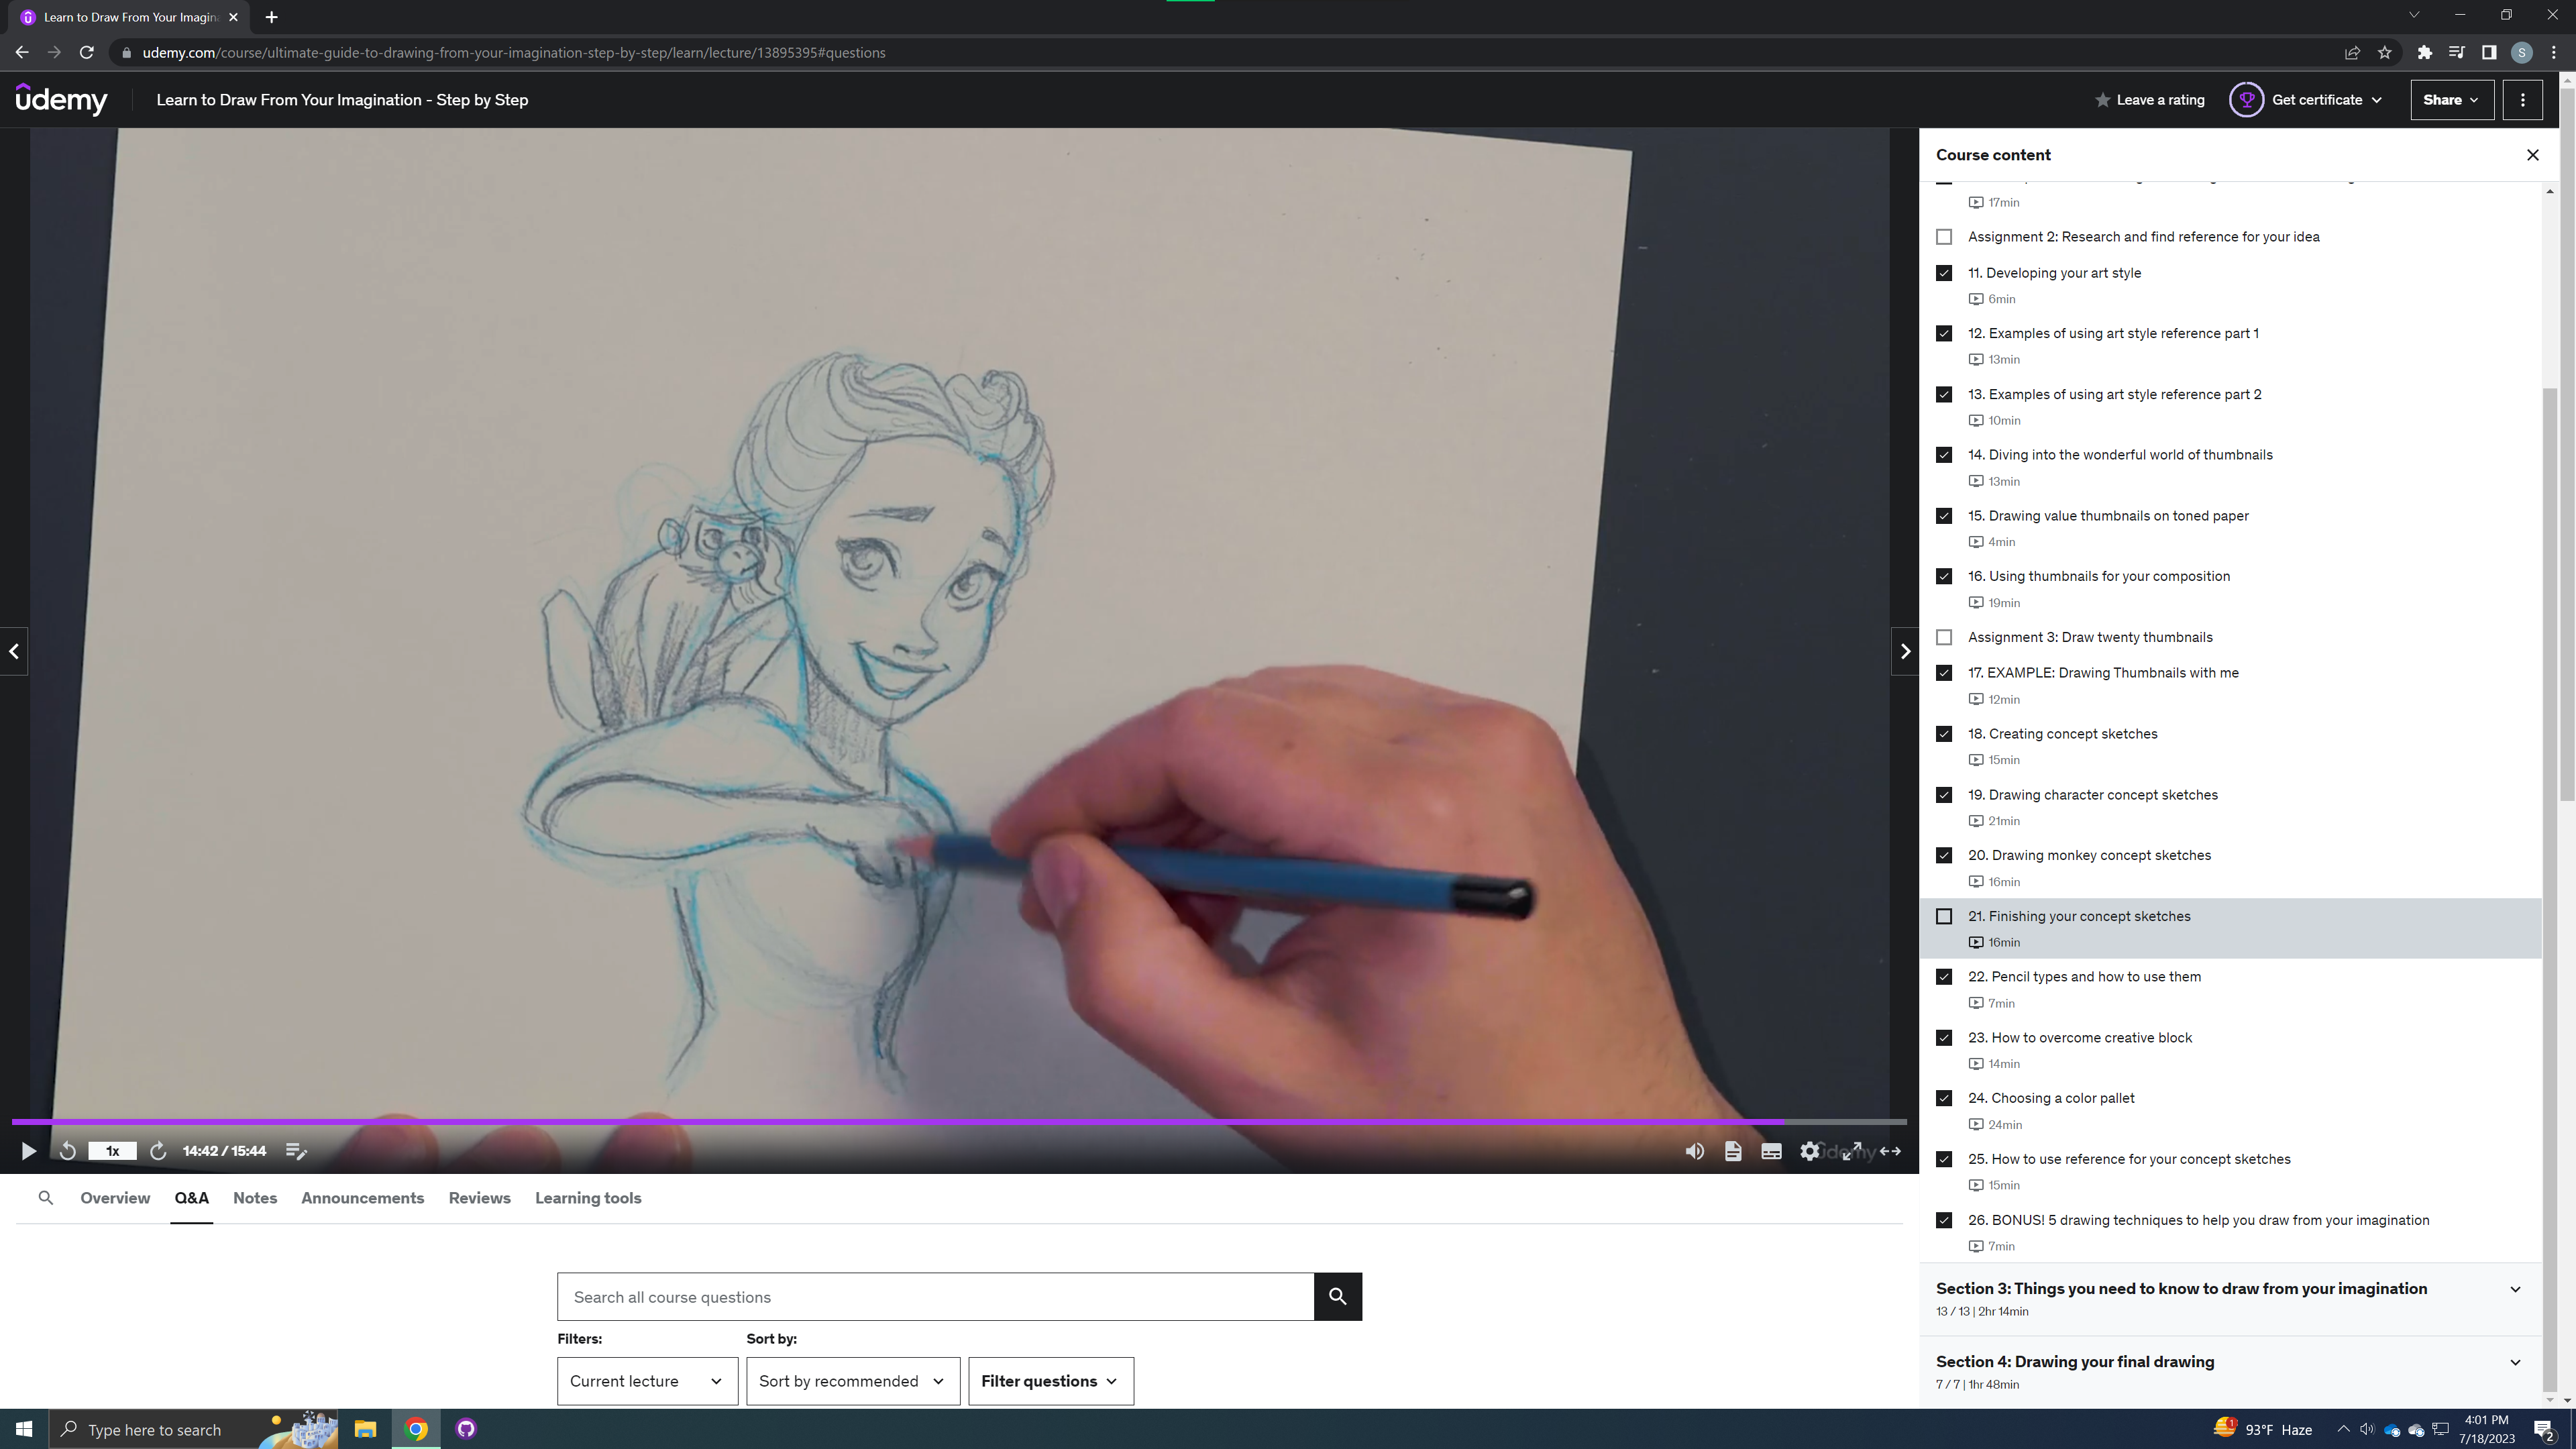 Learn to Draw From Your Imagin
udemy.com/course/ultimate-guide-to-drawing-from-your-imagination-step-by-step/learn/lecture/13895395#questions
S
udemy
Learn to Draw From Your Imagination - Step by Step
Leave a rating
Get certificate
Share
Course content
17min
Assignment 2: Research and find reference for your idea
11. Developing your art style
6min
12. Examples of using art style reference part 1
13min
13. Examples of using art style reference part 2
10min
14. Diving into the wonderful world of thumbnails
13min
15. Drawing value thumbnails on toned paper
4min
16. Using thumbnails for your composition
19min
Assignment 3: Draw twenty thumbnails
17. EXAMPLE: Drawing Thumbnails with me
12min
18. Creating concept sketches
15min
19. Drawing character concept sketches
21min
20. Drawing monkey concept sketches
16min
21. Finishing your concept sketches
16min
22. Pencil types and how to use them
7min
23. How to overcome creative block
14min
24. Choosing a color pallet
24min
25. How to use reference for your concept sketches
15min
26. BONUS! 5 drawing techniques to help you draw from your imagination
7min
Section 3: Things you need to know to draw from your imagination
13 / 13 | 2hr 14min
Section 4: Drawing your final drawing
7 / 7 | 1hr 48min
1x
14:42 / 15:44
udemy
Overview
Q&A
Notes
Announcements
Reviews
Learning tools
Search all course questions
Filters:
Sort by:
Current lecture
Sort by recommended
Filter questions
Type here to search
1
93°F Haze
4:01 PM
7/18/2023
2